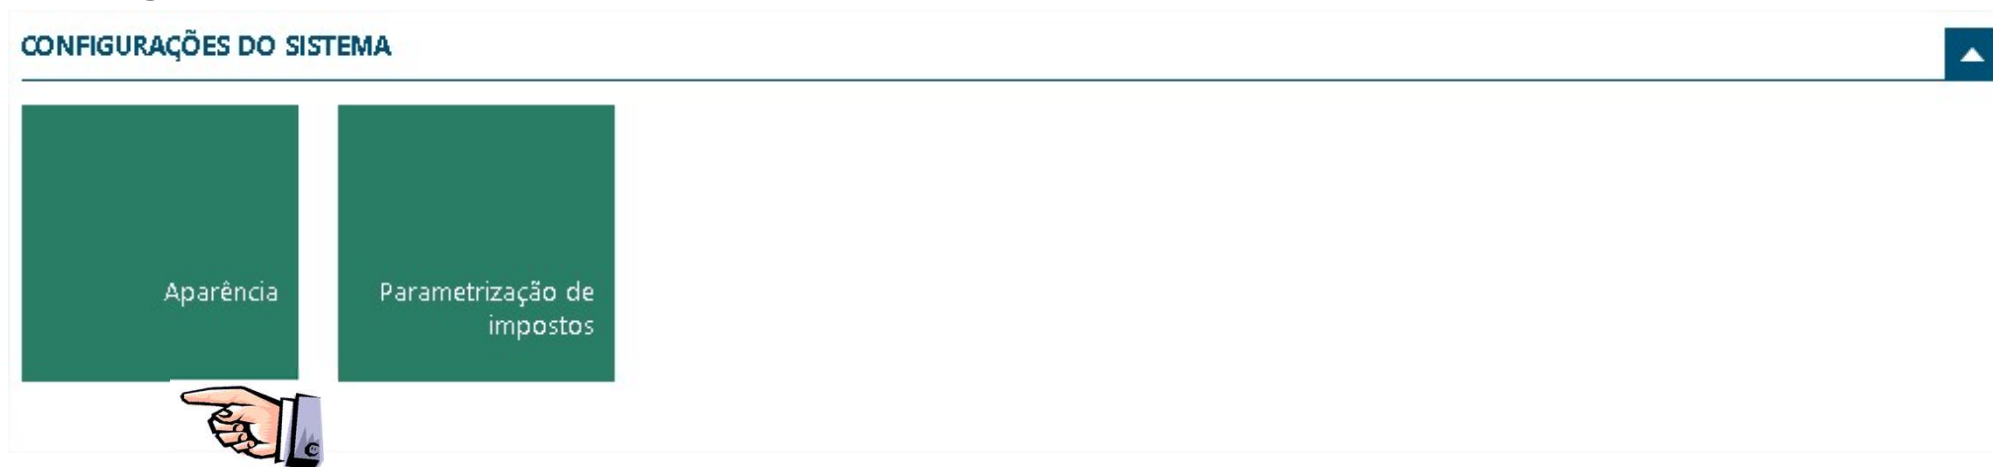 CONFIGURAÇÕES DO SISTEMA
Aparência
Parametrização de
impostos